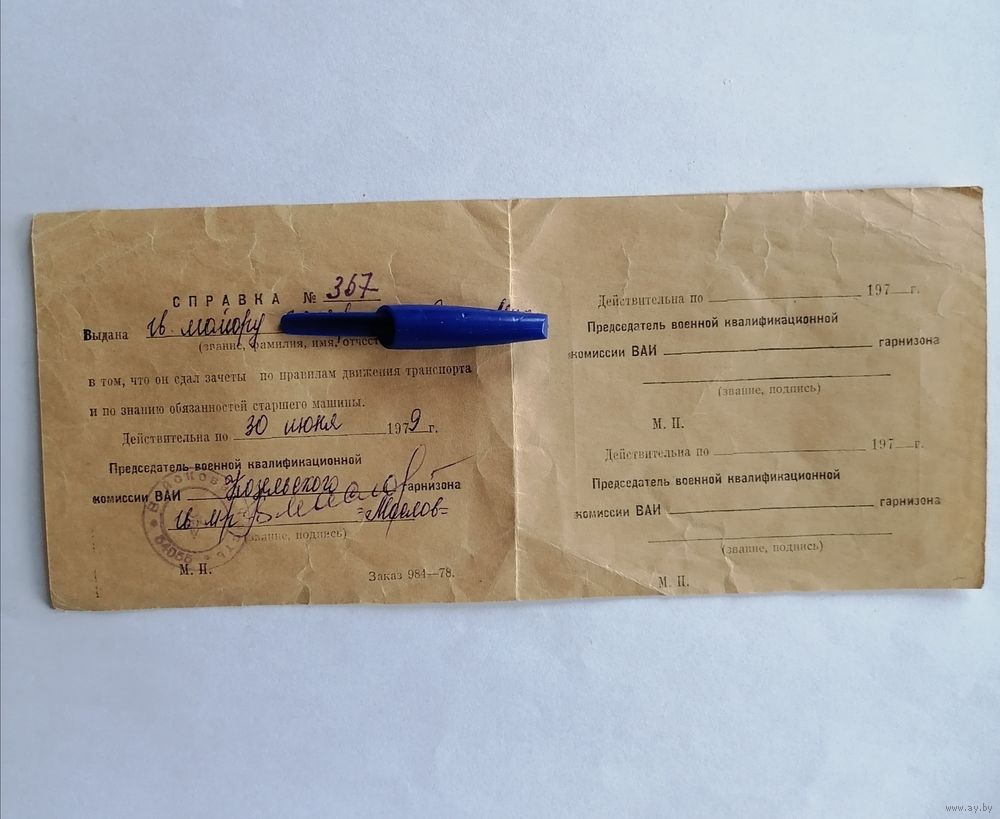 СПРАВКА № 367
Выдана гв. майору
(звание, фамилия, имя, отчест
в том, что он сдал зачеты по правилам движения транспорта
и по знанию обязанностей старшего машины.
Действительна по 30 июня 1979 г.
Председатель военной квалификационной
комиссии ВАИ Козельского гарнизона
гв. м-р
(звание, подпись)
М. П.
Заказ 984—78.
54056
Действительна по 197 г.
Председатель военной квалификационной
комиссии ВАИ гарнизона
(звание, подпись)
М. П.
Действительна по 197 г.
Председатель военной квалификационной
комиссии ВАИ гарнизона
(звание, подпись)
М. П.
www.ay.by